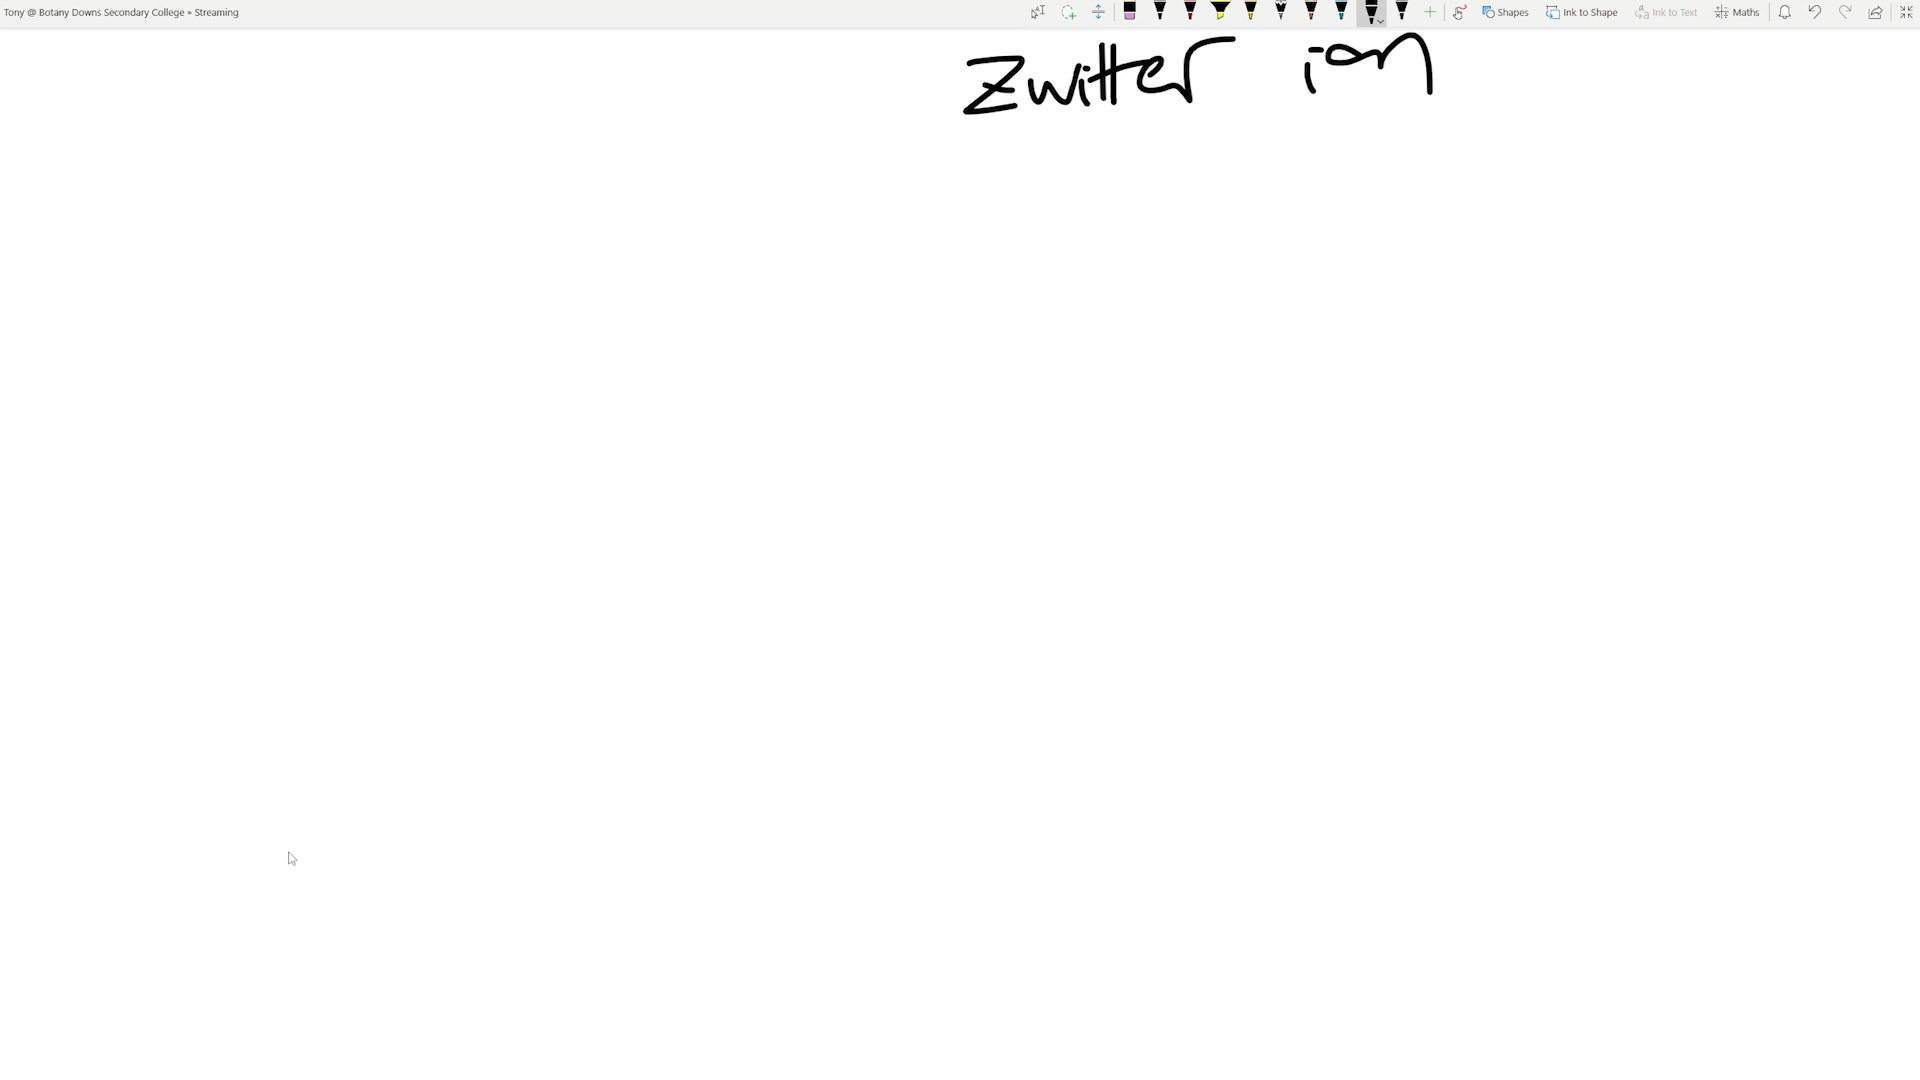 Tony @ Botany Downs Secondary College » Streaming
Shapes Ink to Shape Ink to Text Maths
Zwitter ion